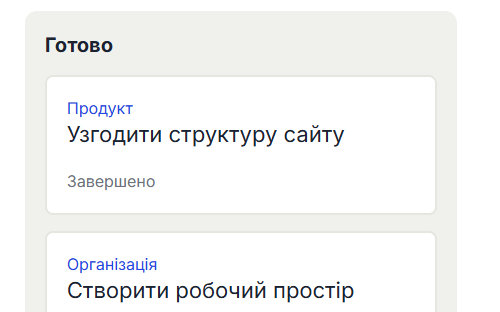 Готово
Продукт
Узгодити структуру сайту
Завершено
Організація
Створити робочий простір